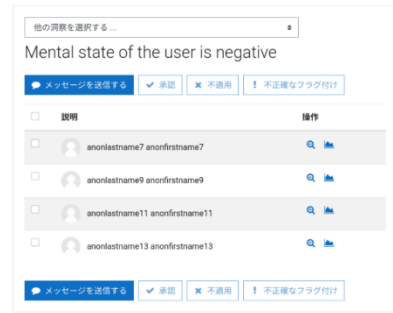 他の洞察を選択する ...
Mental state of the user is negative
メッセージを送信する 承認 不適用 不正確なフラグ付け
説明 操作
anonlastname7 anonfirstname7
anonlastname9 anonfirstname9
anonlastname11 anonfirstname11
anonlastname13 anonfirstname13
メッセージを送信する 承認 不適用 不正確なフラグ付け